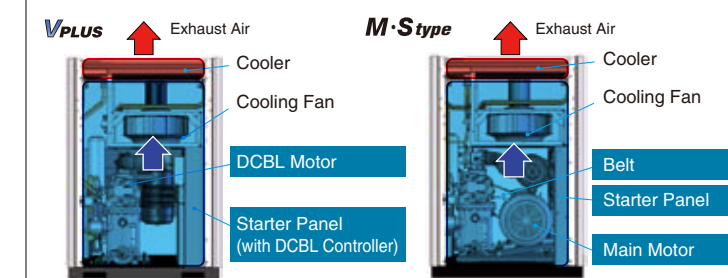 VPLUS
Exhaust Air
Cooler
Cooling Fan
DCBL Motor
Starter Panel
(with DCBL Controller)
M·S type
Exhaust Air
Cooler
Cooling Fan
Belt
Starter Panel
Main Motor